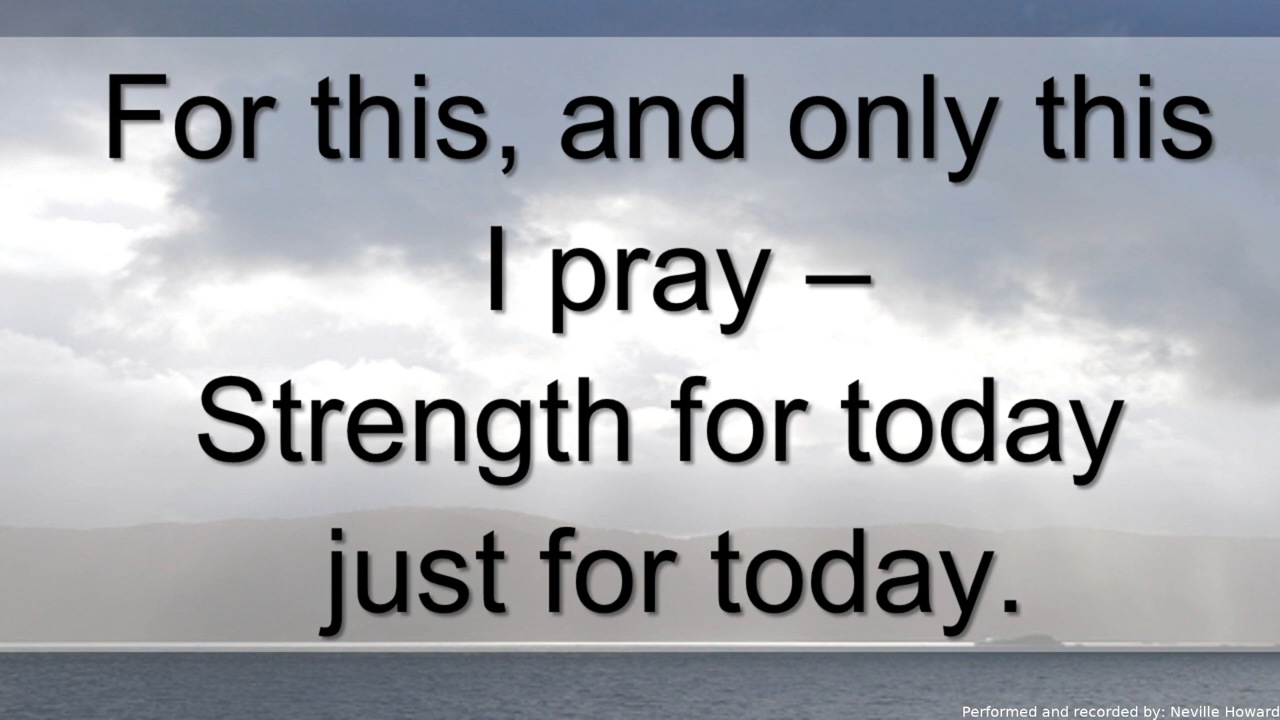 For this, and only this
I pray –
Strength for today
just for today.
Performed and recorded by: Neville Howard